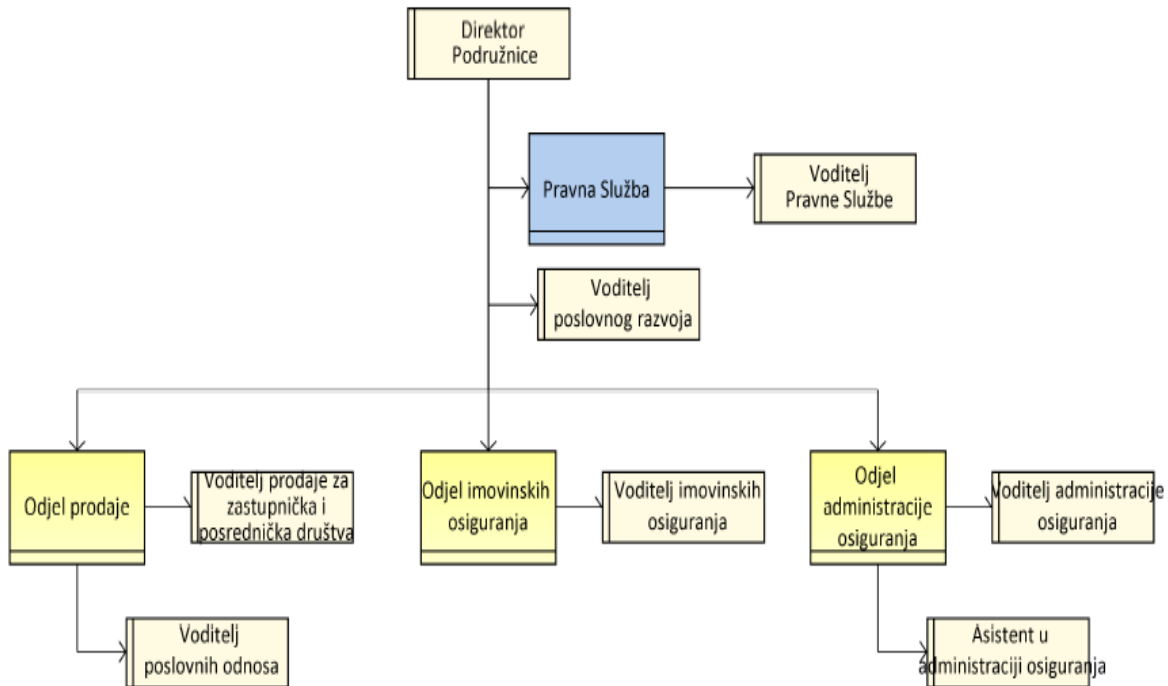 Direktor
Podružnice
Pravna Služba
Voditelj
Pravne Službe
Voditelj
poslovnog razvoja
Odjel prodaje
Voditelj prodaje za
zastupnička i
posrednička društva
Odjel imovinskih
osiguranja
Voditelj imovinskih
osiguranja
Odjel
administracije
osiguranja
Voditelj administracije
osiguranja
Voditelj
poslovnih odnosa
Asistent u
administraciji osiguranja